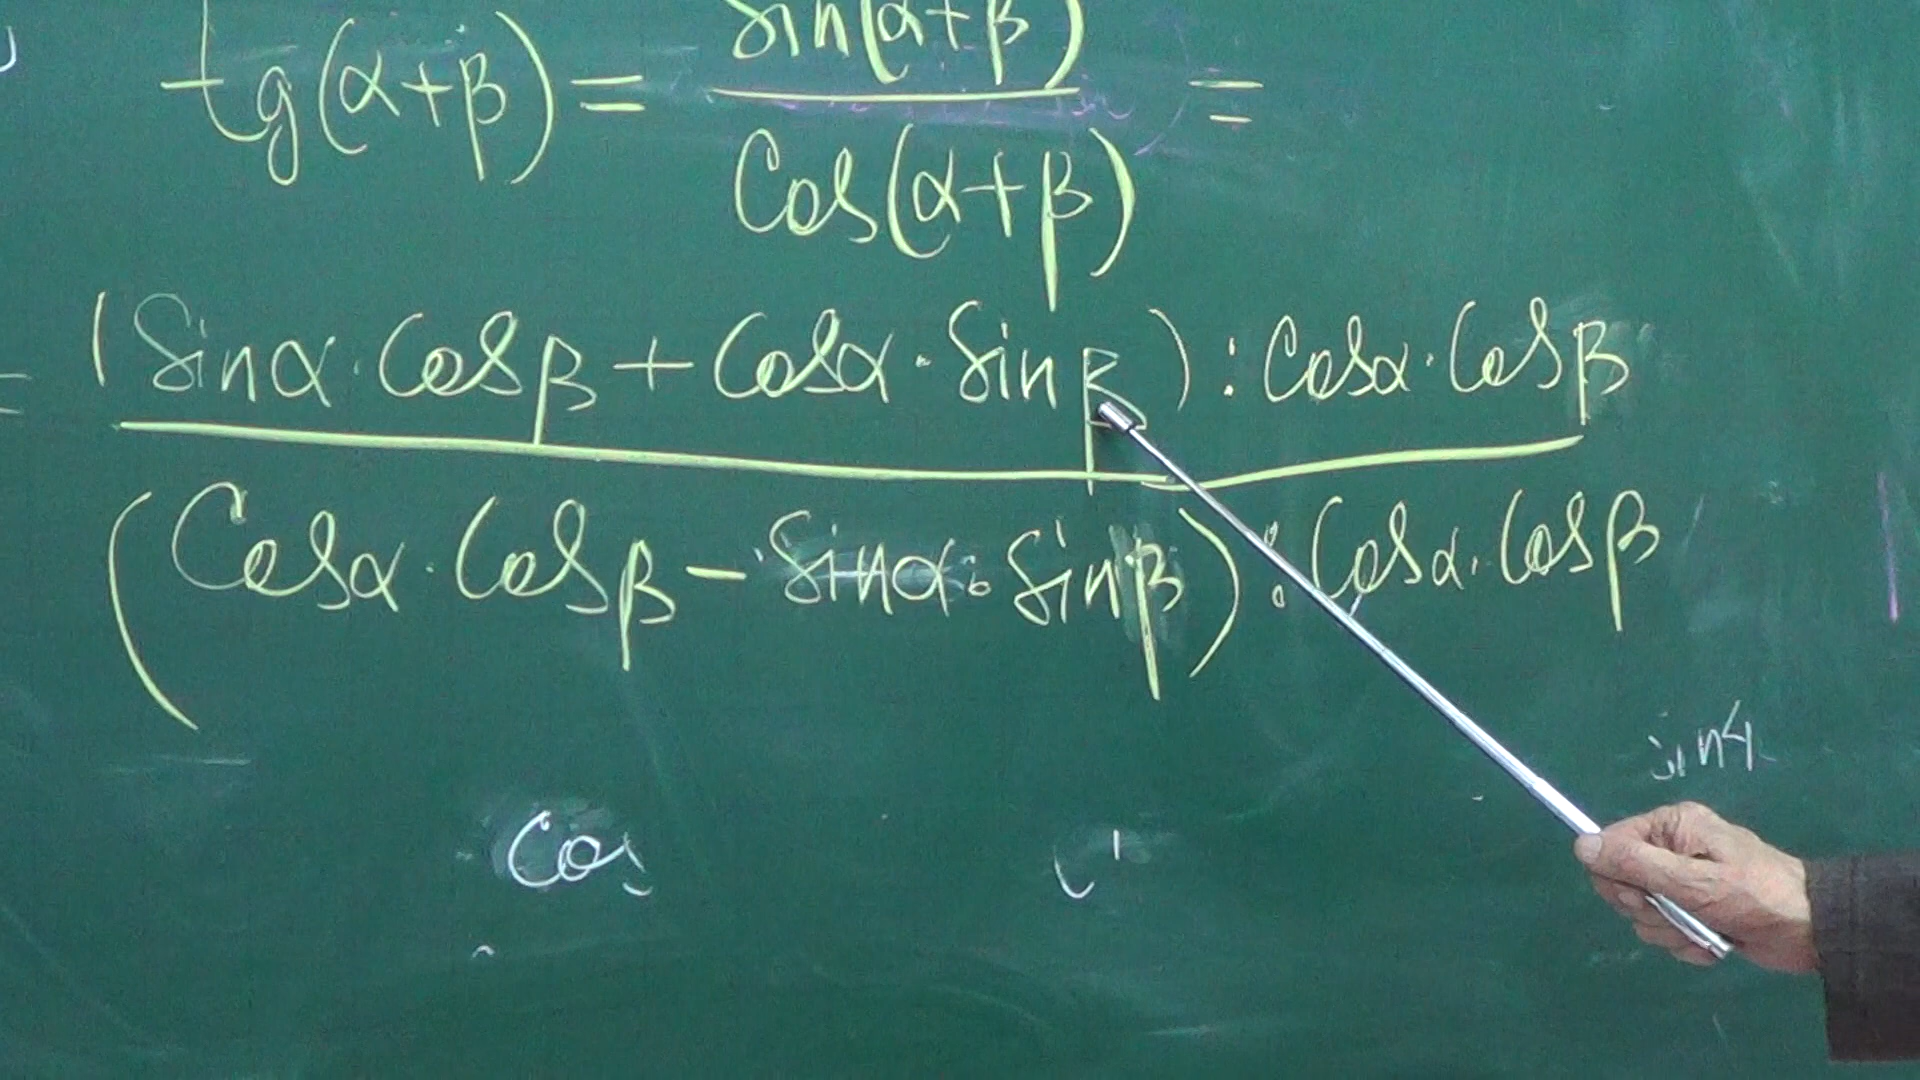 tg(α+β) = sin(α+β) / Cos(α+β) =
= (Sinα · Cosβ + Cosα · Sinβ) : Cosα · Cosβ
(Cosα · Cosβ − Sinα · Sinβ) : Cosα · Cosβ
Cos